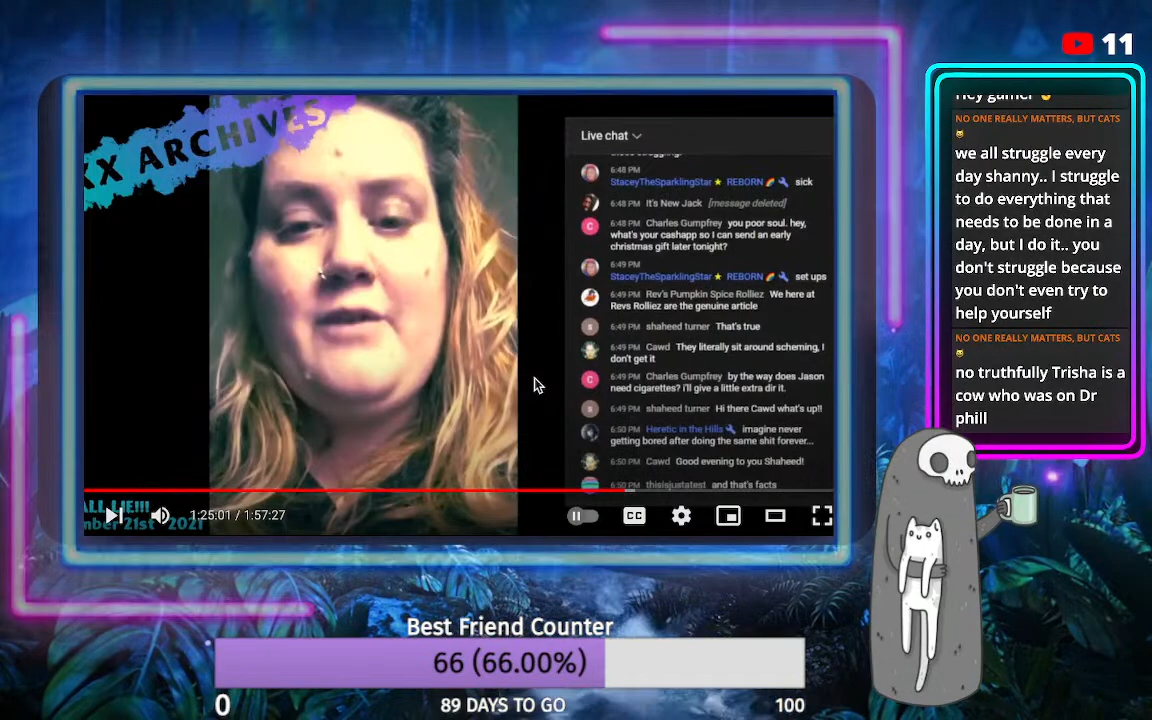 11
XX ARCHIVES
Live chat
6:48 PM
StaceyTheSparklingStar ★ REBORN 🌈 🔧 sick
6:48 PM It's New Jack [message deleted]
6:48 PM Charles Gumpfrey you poor soul. hey,
what's your cashapp so I can send an early
christmas gift later tonight?
6:49 PM
StaceyTheSparklingStar ★ REBORN 🌈 🔧 set ups
6:49 PM Rev's Pumpkin Spice Rolliez We here at
Revs Rolliez are the genuine article
6:49 PM shaheed turner That's true
6:49 PM Cawd They literally sit around scheming, I
don't get it
6:49 PM Charles Gumpfrey by the way does Jason
need cigarettes? i'll give a little extra dir it.
6:49 PM shaheed turner Hi there Cawd what's up!!
6:50 PM Heretic in the Hills 🔧 imagine never
getting bored after doing the same shit forever...
6:50 PM Cawd Good evening to you Shaheed!
6:50 PM thisisjustatest and that's facts
ALL LIE!!!
mber 21st 2021
1:25:01 / 1:57:27
CC
Hey gamer
NO ONE REALLY MATTERS, BUT CATS
we all struggle every
day shanny.. I struggle
to do everything that
needs to be done in a
day, but I do it.. you
don't struggle because
you don't even try to
help yourself
NO ONE REALLY MATTERS, BUT CATS
no truthfully Trisha is a
cow who was on Dr
phill
Best Friend Counter
66 (66.00%)
0
89 DAYS TO GO
100